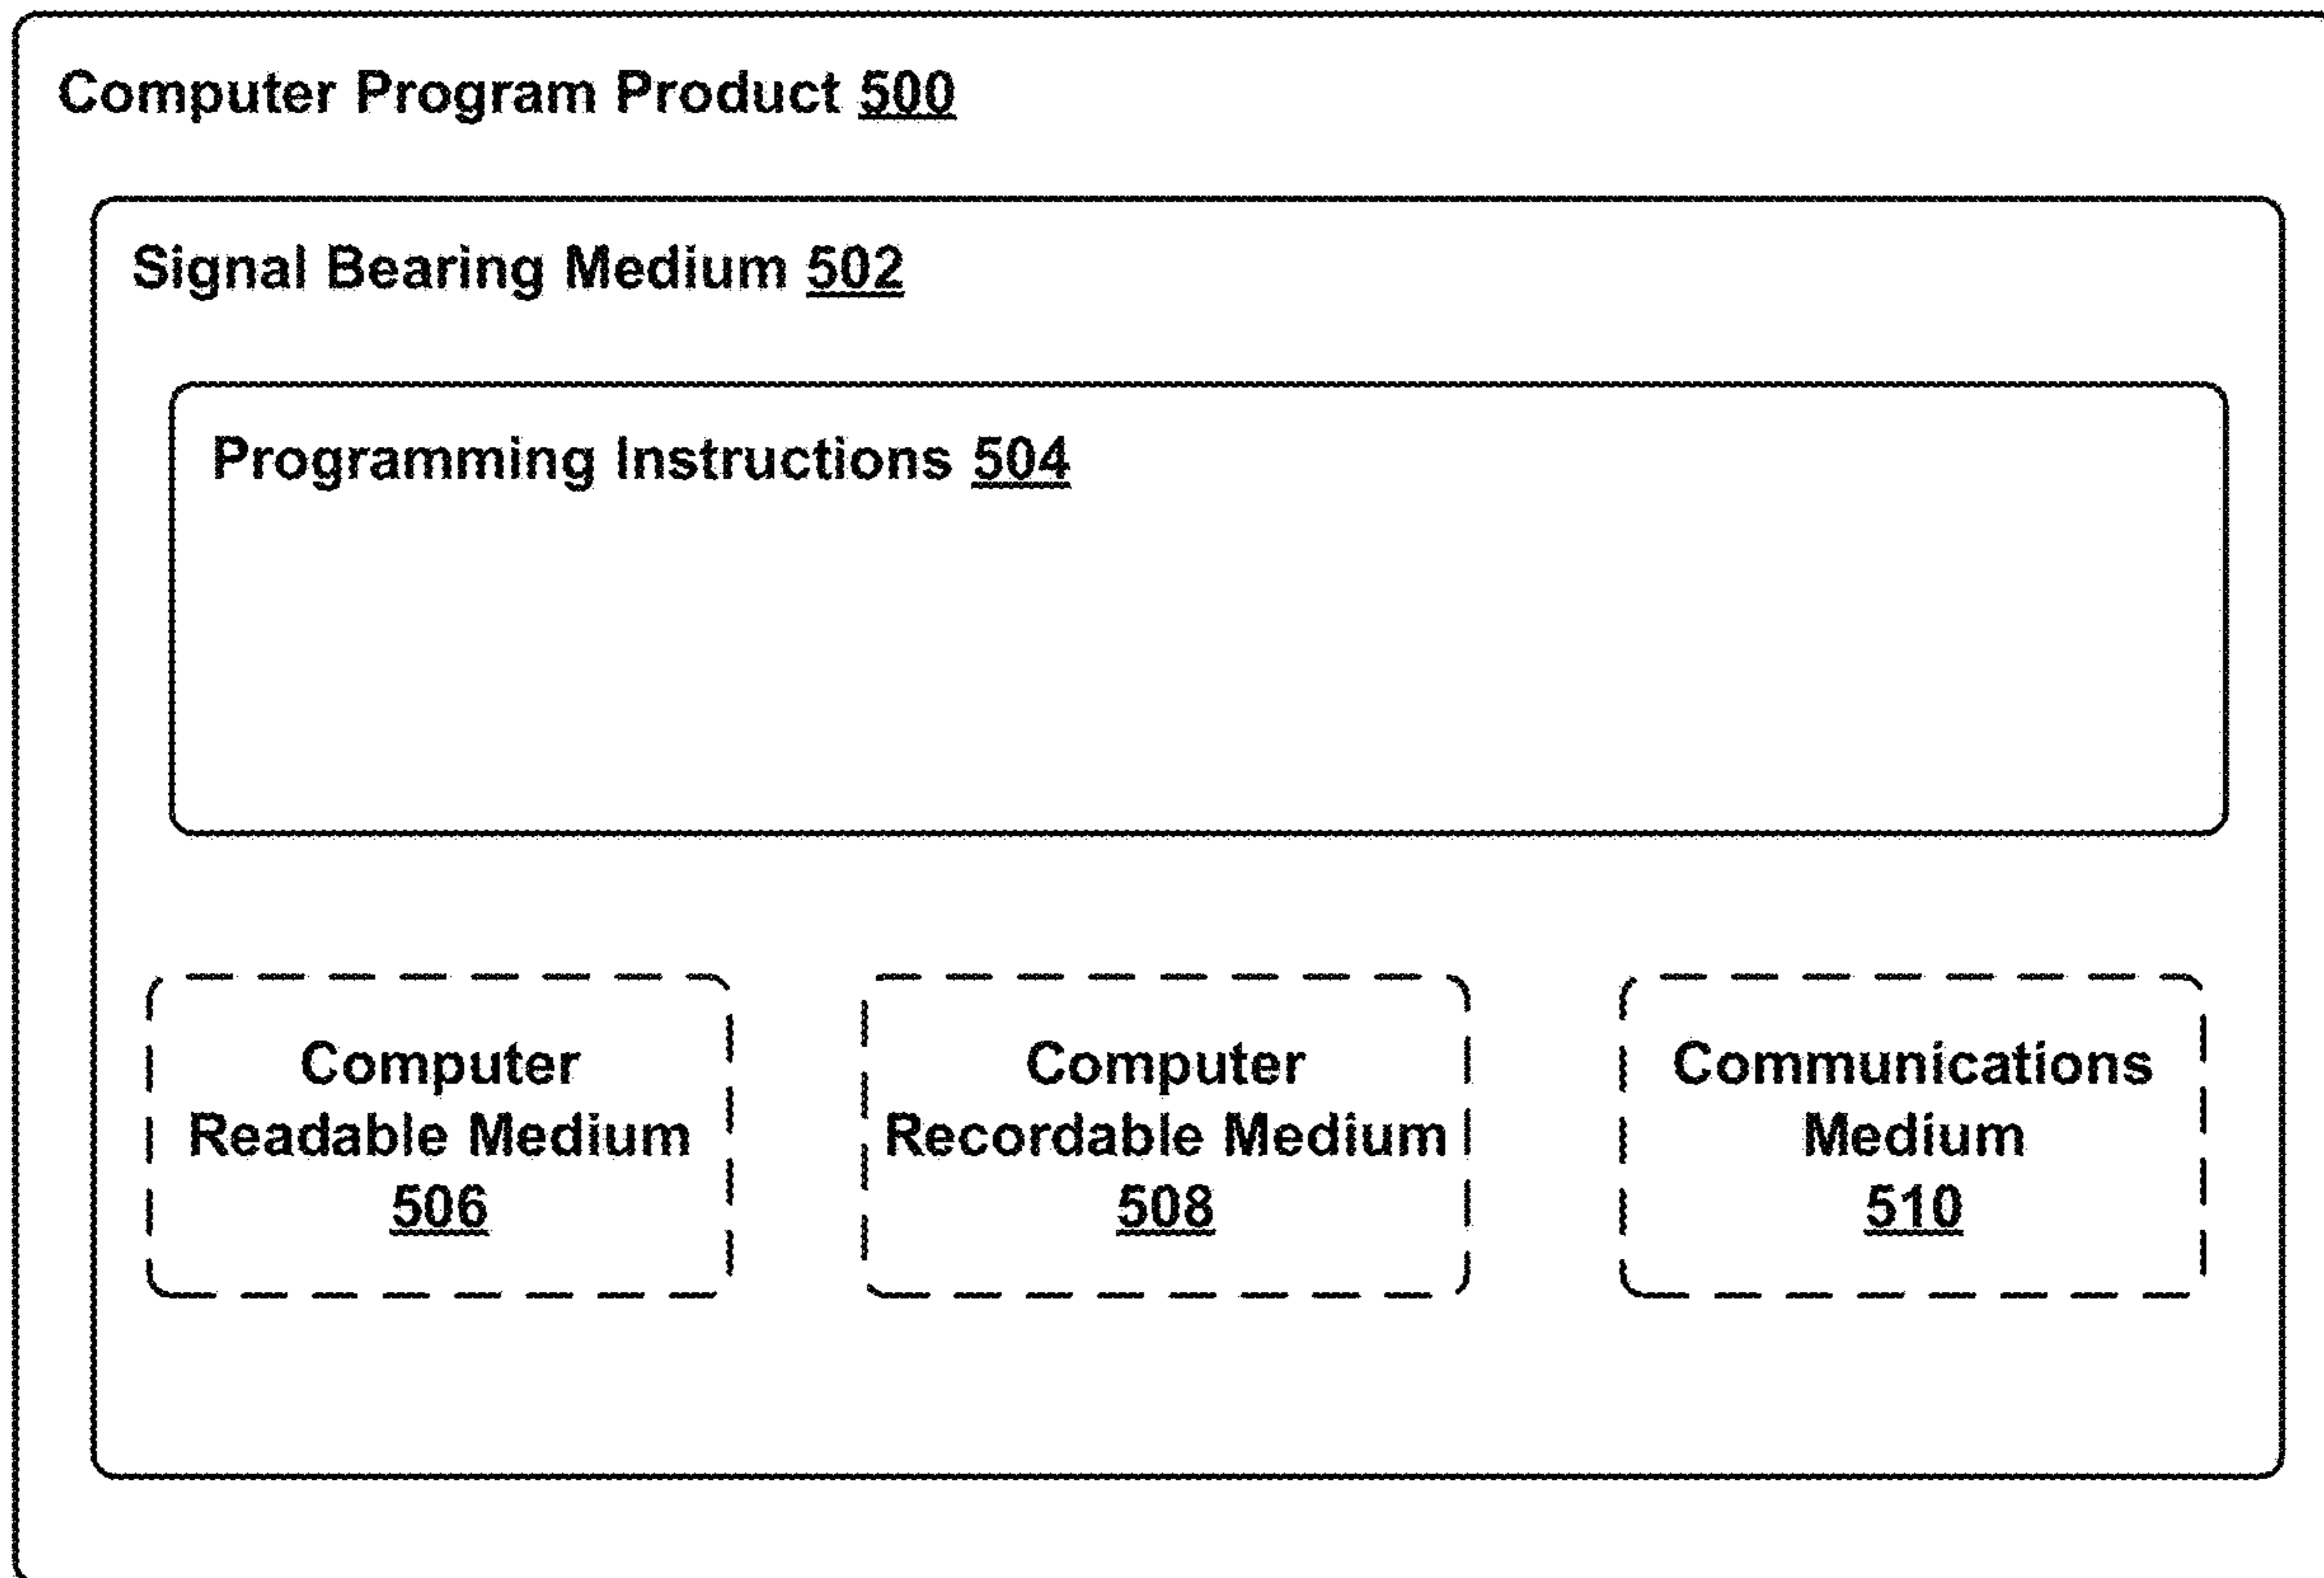 Computer Program Product 500
Signal Bearing Medium 502
Programming Instructions 504
Computer
Readable Medium
506
Computer
Recordable Medium
508
Communications
Medium
510